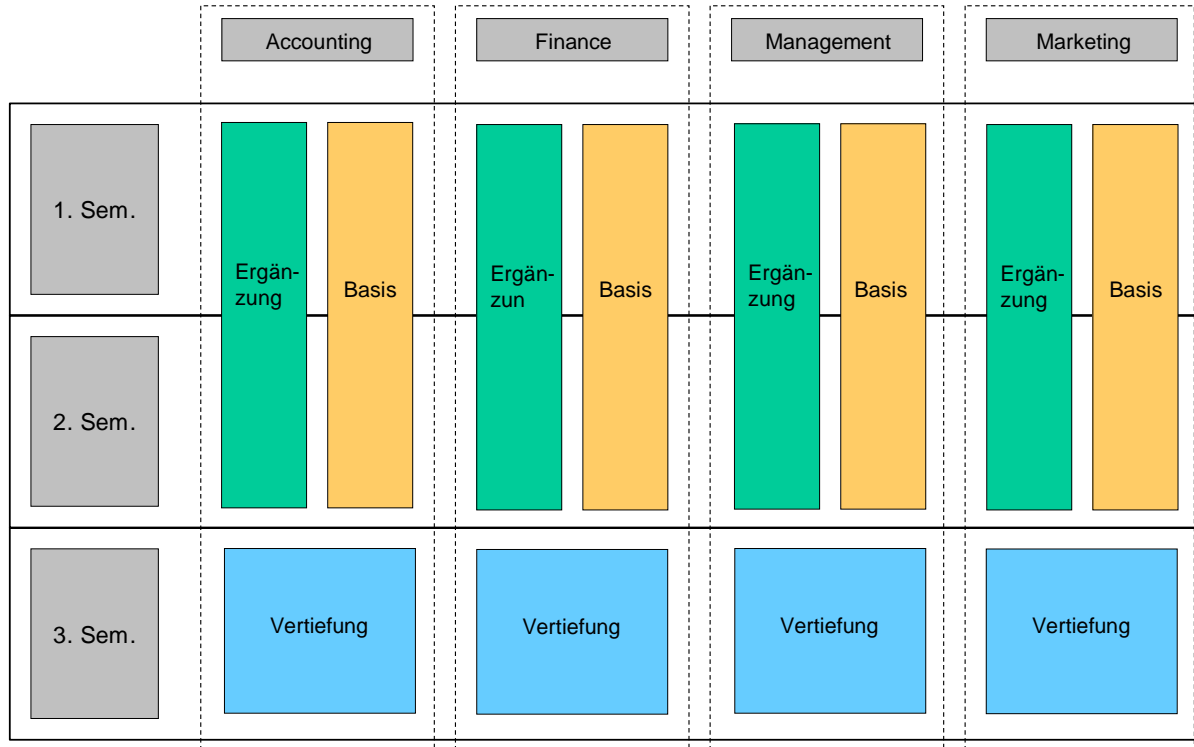 Accounting
Finance
Management
Marketing
1. Sem.
Ergän-
zung
Basis
Ergän-
zun
Basis
Ergän-
zung
Basis
Ergän-
zung
Basis
2. Sem.
3. Sem.
Vertiefung
Vertiefung
Vertiefung
Vertiefung